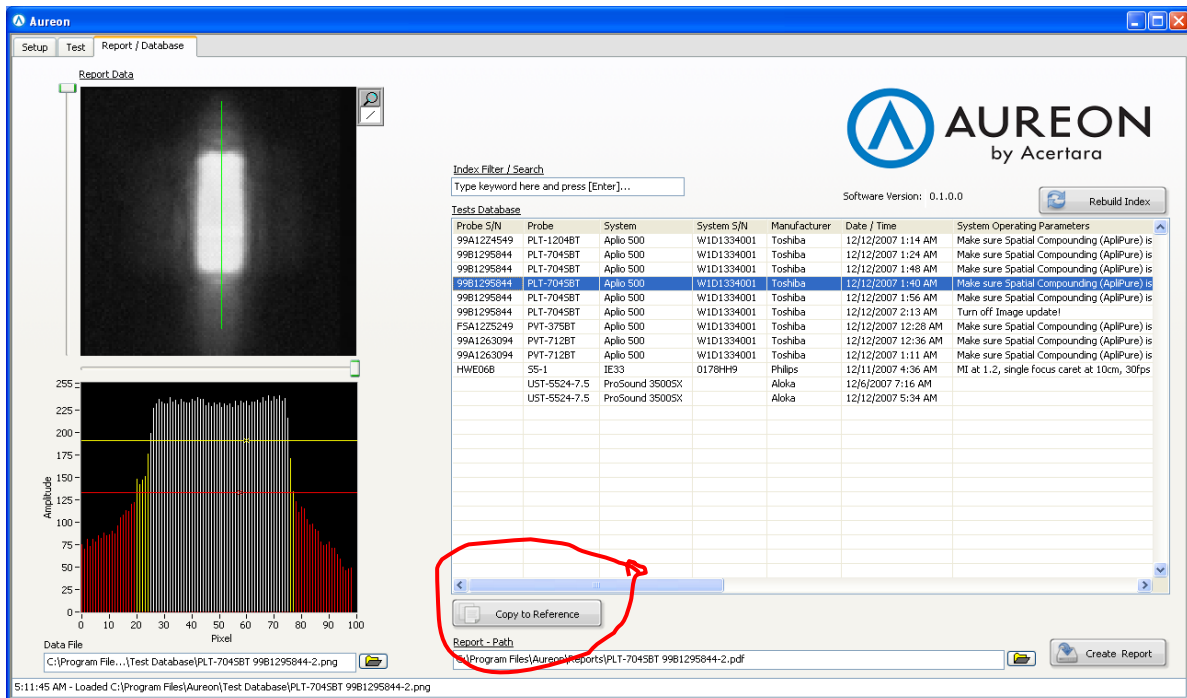 Aureon
Setup Test Report / Database
Report Data
AUREON
by Acertara
Index Filter / Search
Type keyword here and press [Enter]...
Software Version: 0.1.0.0
Rebuild Index
Tests Database
Probe S/N Probe System System S/N Manufacturer Date / Time System Operating Parameters
99A12Z4549 PLT-1204BT Aplio 500 W1D1334001 Toshiba 12/12/2007 1:14 AM Make sure Spatial Compounding (ApliPure) is
99B1295844 PLT-704SBT Aplio 500 W1D1334001 Toshiba 12/12/2007 1:24 AM Make sure Spatial Compounding (ApliPure) is
99B1295844 PLT-704SBT Aplio 500 W1D1334001 Toshiba 12/12/2007 1:48 AM Make sure Spatial Compounding (ApliPure) is
99B1295844 PLT-704SBT Aplio 500 W1D1334001 Toshiba 12/12/2007 1:40 AM Make sure Spatial Compounding (ApliPure) is
99B1295844 PLT-704SBT Aplio 500 W1D1334001 Toshiba 12/12/2007 1:56 AM Make sure Spatial Compounding (ApliPure) is
99B1295844 PLT-704SBT Aplio 500 W1D1334001 Toshiba 12/12/2007 2:13 AM Turn off Image update!
FSA12Z5249 PVT-375BT Aplio 500 W1D1334001 Toshiba 12/12/2007 12:28 AM Make sure Spatial Compounding (ApliPure) is
99A1263094 PVT-712BT Aplio 500 W1D1334001 Toshiba 12/12/2007 12:36 AM Make sure Spatial Compounding (ApliPure) is
99A1263094 PVT-712BT Aplio 500 W1D1334001 Toshiba 12/12/2007 1:11 AM Make sure Spatial Compounding (ApliPure) is
HWE06B S5-1 IE33 0178HH9 Philips 12/11/2007 4:36 AM MI at 1.2, single focus caret at 10cm, 30fps
UST-5524-7.5 ProSound 3500SX Aloka 12/6/2007 7:16 AM
UST-5524-7.5 ProSound 3500SX Aloka 12/12/2007 5:34 AM
255
225
200
175
150
125
100
75
50
25
0
Amplitude
0 10 20 30 40 50 60 70 80 90 100
Pixel
Copy to Reference
Data File
C:\Program File...\Test Database\PLT-704SBT 99B1295844-2.png
Report - Path
C:\Program Files\Aureon\Reports\PLT-704SBT 99B1295844-2.pdf
Create Report
5:11:45 AM - Loaded C:\Program Files\Aureon\Test Database\PLT-704SBT 99B1295844-2.png